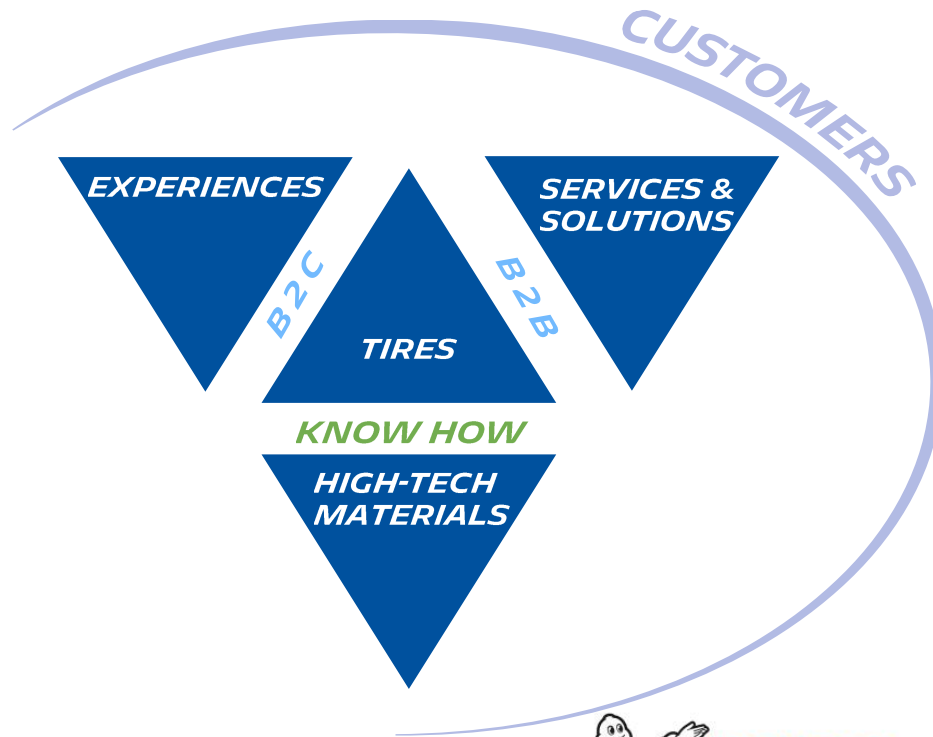 CUSTOMERS
EXPERIENCES
SERVICES &
SOLUTIONS
B2C
B2B
TIRES
KNOW HOW
HIGH-TECH
MATERIALS